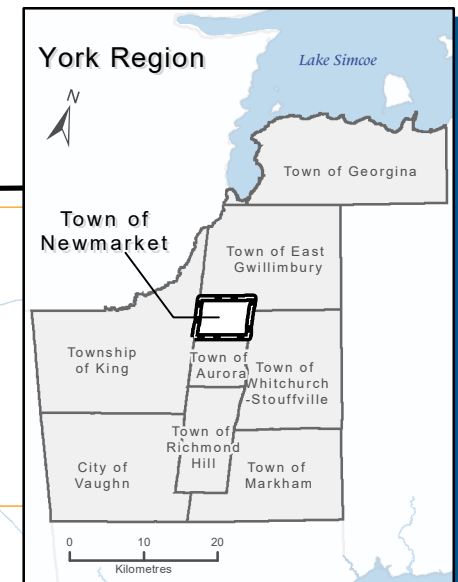 York Region
Lake Simcoe
N
Town of Georgina
Town of
Newmarket
Town of East
Gwillimbury
Township
of King
Town of
Aurora
Town of
Whitchurch
-Stouffville
Town of
Richmond
Hill
City of
Vaughn
Town of
Markham
0 10 20
Kilometres